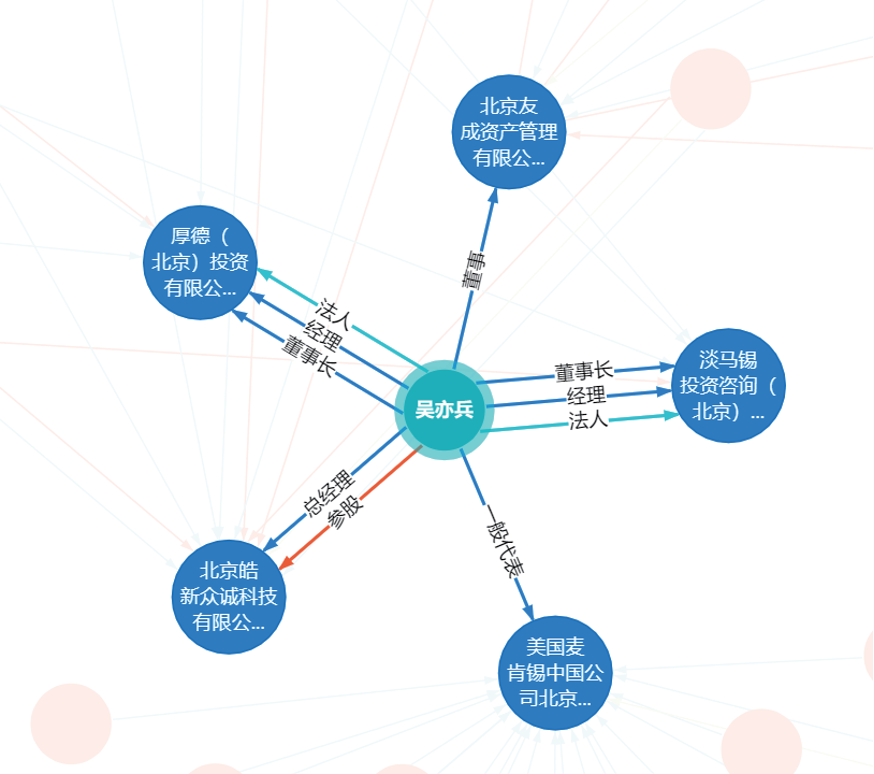 北京友
成资产管理
有限公...
厚德（
北京）投资
有限公...
董事
法人
经理
董事长
淡马锡
投资咨询（
北京）...
董事长
经理
法人
吴亦兵
总经理
参股
一般代表
北京皓
新众诚科技
有限公...
美国麦
肯锡中国公
司北京...